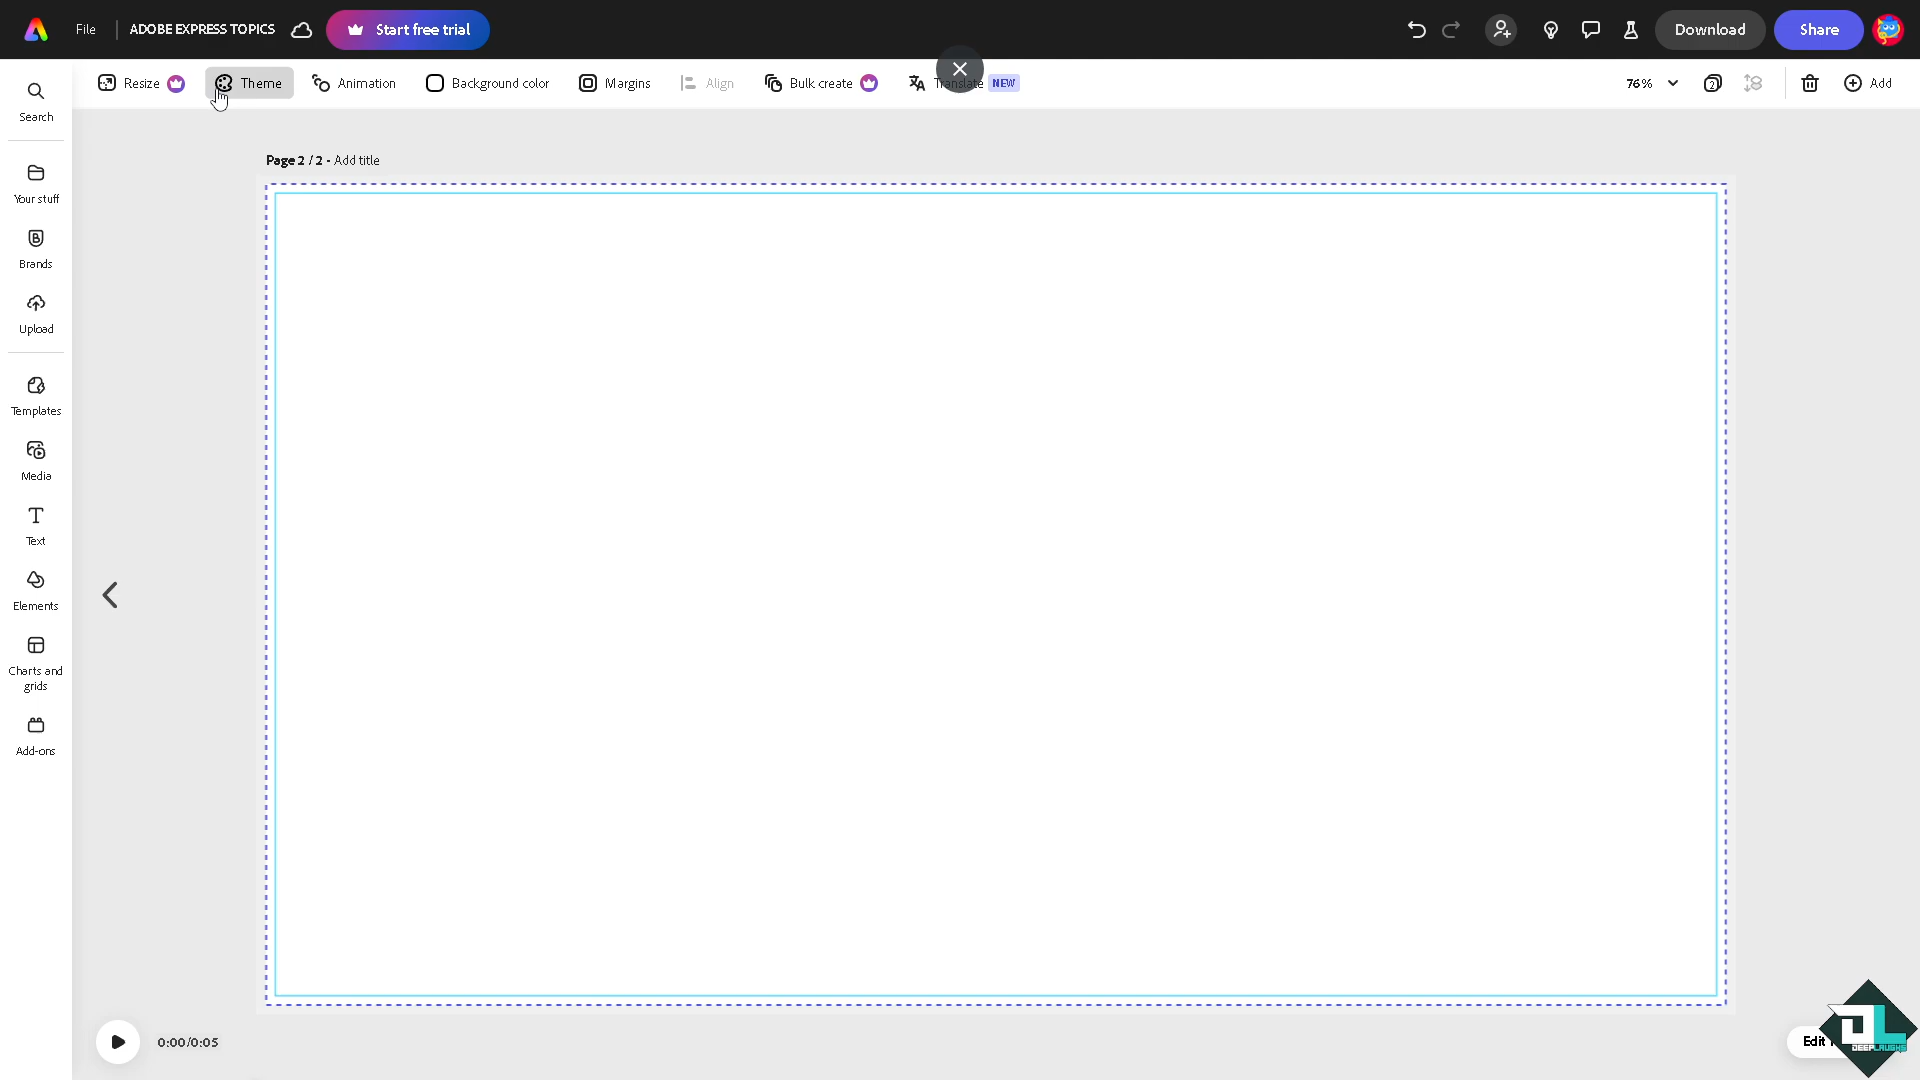 File
ADOBE EXPRESS TOPICS
Start free trial
Download
Share
Resize
Theme
Animation
Background color
Margins
Align
Bulk create
Translate
NEW
76%
2
Add
Search
Your stuff
Brands
Upload
Templates
Media
Text
Elements
Charts and
grids
Add-ons
Page 2 / 2 - Add title
0:00/0:05
Edit
DEEPLAUGHS